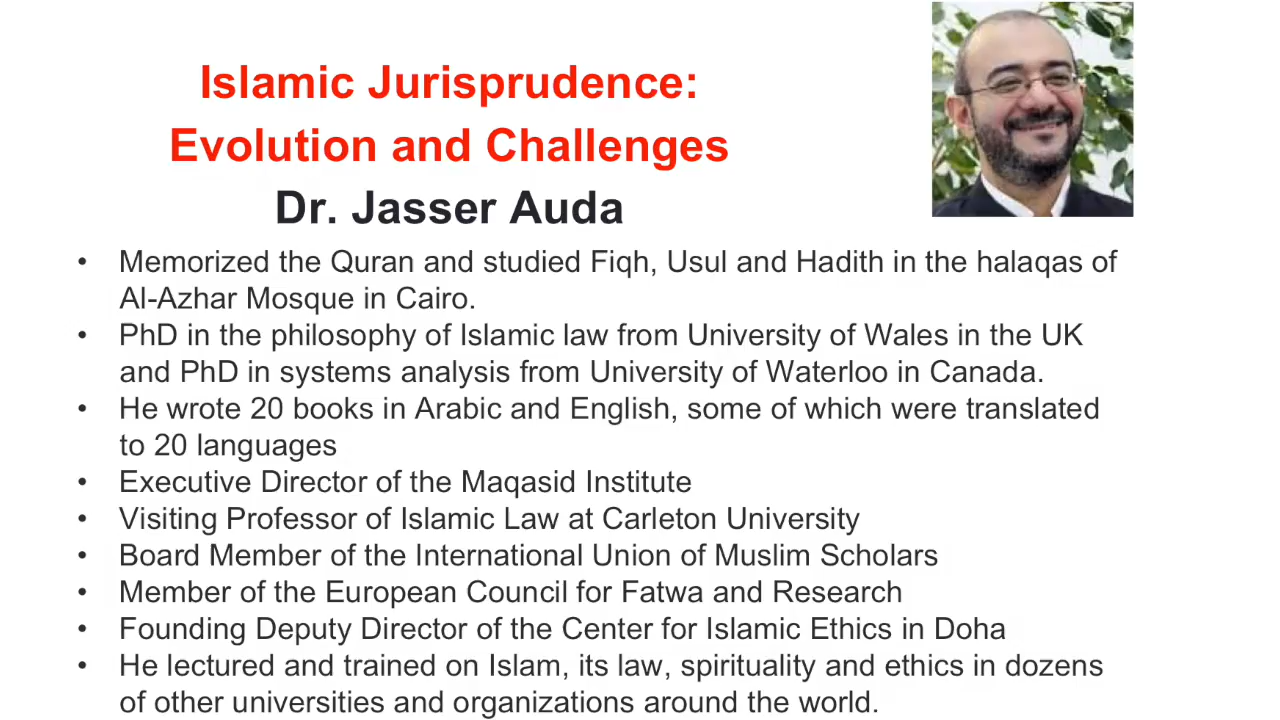 Islamic Jurisprudence:
Evolution and Challenges
Dr. Jasser Auda
• Memorized the Quran and studied Fiqh, Usul and Hadith in the halaqas of
Al-Azhar Mosque in Cairo.
• PhD in the philosophy of Islamic law from University of Wales in the UK
and PhD in systems analysis from University of Waterloo in Canada.
• He wrote 20 books in Arabic and English, some of which were translated
to 20 languages
• Executive Director of the Maqasid Institute
• Visiting Professor of Islamic Law at Carleton University
• Board Member of the International Union of Muslim Scholars
• Member of the European Council for Fatwa and Research
• Founding Deputy Director of the Center for Islamic Ethics in Doha
• He lectured and trained on Islam, its law, spirituality and ethics in dozens
of other universities and organizations around the world.